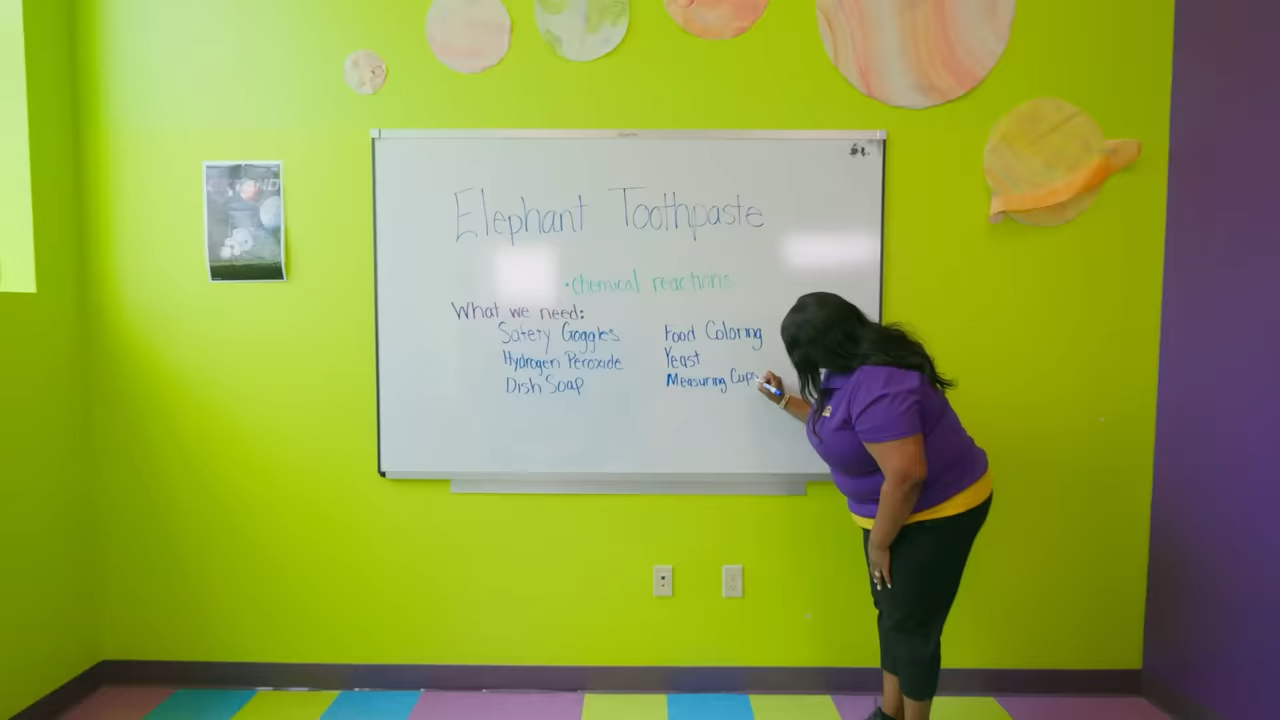 Elephant Toothpaste
•chemical reactions
What we need:
Safety Goggles
Hydrogen Peroxide
Dish Soap
Food Coloring
Yeast
Measuring Cups